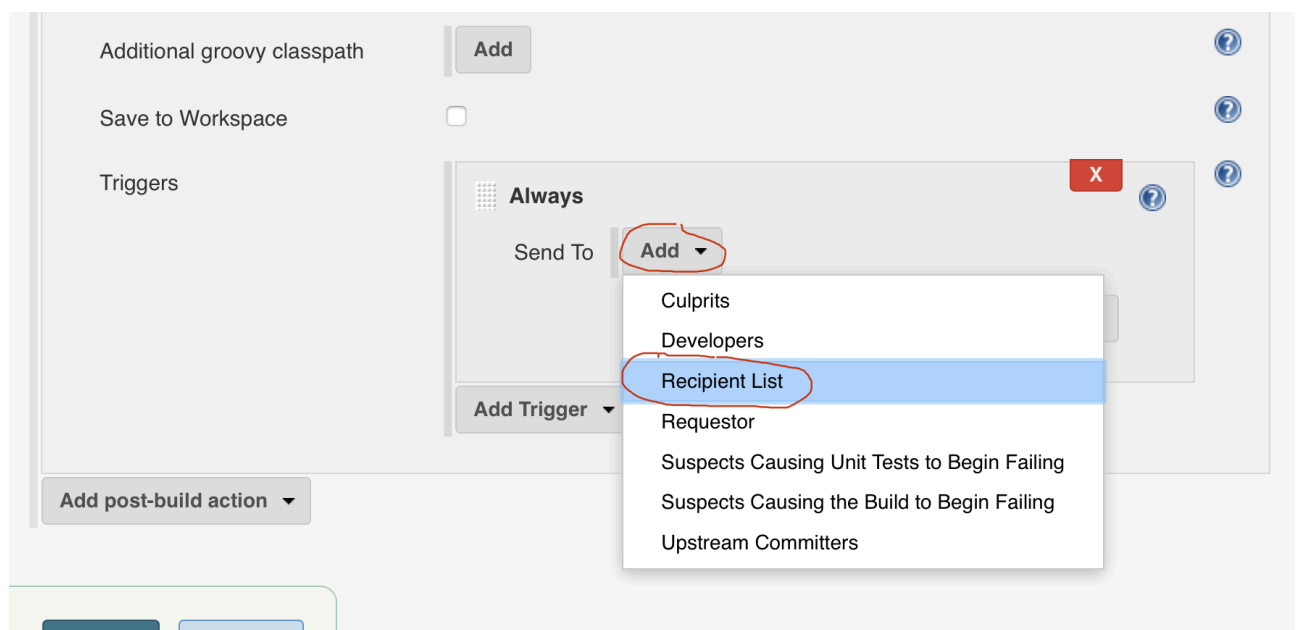 Additional groovy classpath Add
Save to Workspace
Triggers X
Always
Send To Add
Culprits
Developers
Recipient List
Add Trigger
Requestor
Suspects Causing Unit Tests to Begin Failing
Add post-build action
Suspects Causing the Build to Begin Failing
Upstream Committers